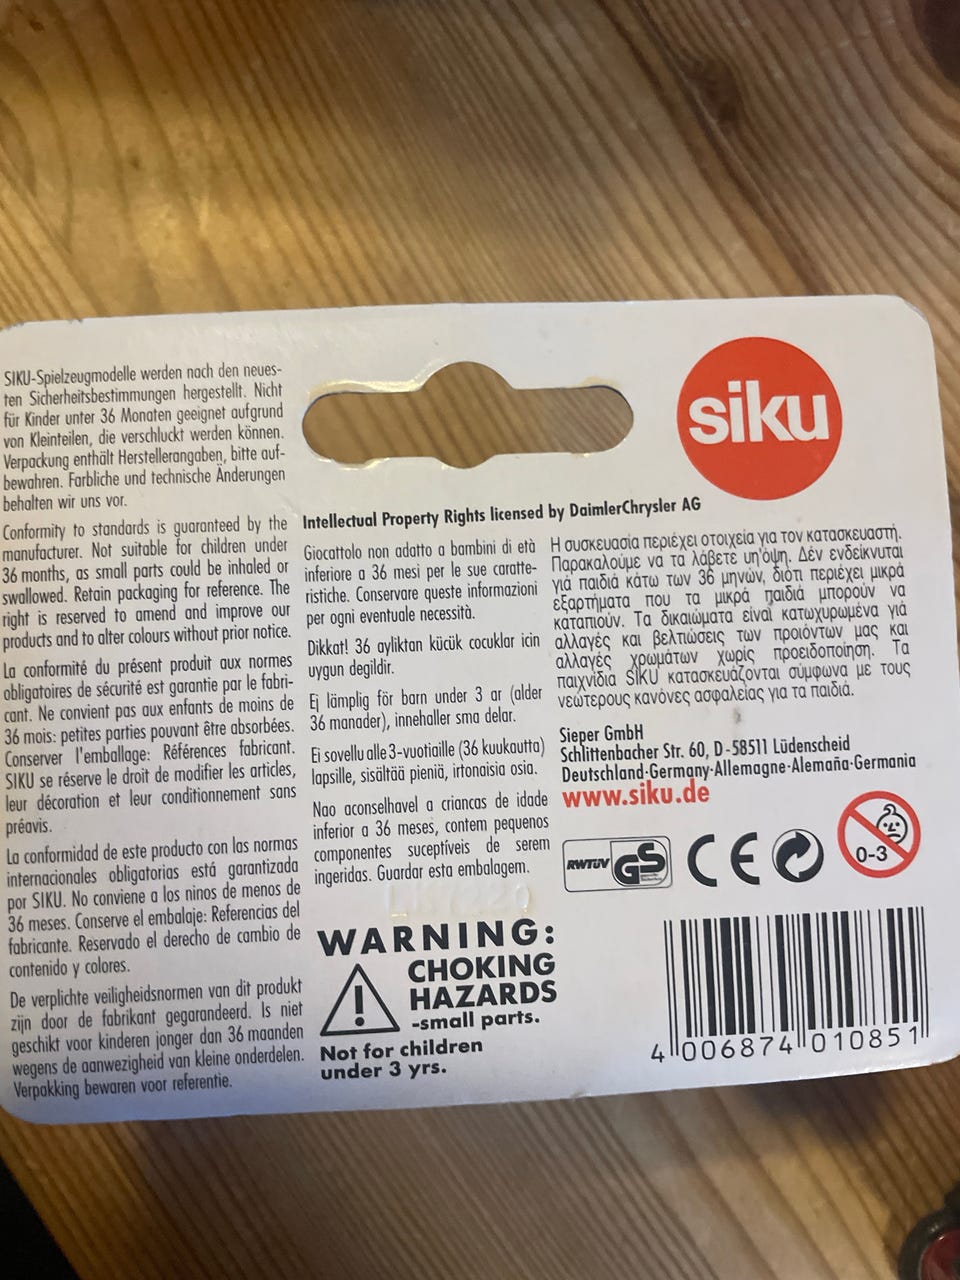 SIKU-Spielzeugmodelle werden nach den neues-
ten Sicherheitsbestimmungen hergestellt. Nicht
für Kinder unter 36 Monaten geeignet aufgrund
von Kleinteilen, die verschluckt werden können.
Verpackung enthält Herstellerangaben, bitte auf-
bewahren. Farbliche und technische Änderungen
behalten wir uns vor.
Conformity to standards is guaranteed by the
manufacturer. Not suitable for children under
36 months, as small parts could be inhaled or
swallowed. Retain packaging for reference. The
right is reserved to amend and improve our
products and to alter colours without prior notice.
La conformité du présent produit aux normes
obligatoires de sécurité est garantie par le fabri-
cant. Ne convient pas aux enfants de moins de
36 mois: petites parties pouvant être absorbées.
Conserver l'emballage: Références fabricant.
SIKU se réserve le droit de modifier les articles,
leur décoration et leur conditionnement sans
préavis.
La conformidad de este producto con las normas
internacionales obligatorias está garantizada
por SIKU. No conviene a los ninos de menos de
36 meses. Conserve el embalaje: Referencias del
fabricante. Reservado el derecho de cambio de
contenido y colores.
De verplichte veiligheidsnormen van dit produkt
zijn door de fabrikant gegarandeerd. Is niet
geschikt voor kinderen jonger dan 36 maanden
wegens de aanwezigheid van kleine onderdelen.
Verpakking bewaren voor referentie.
siku
Intellectual Property Rights licensed by DaimlerChrysler AG
Giocattolo non adatto a bambini di età
inferiore a 36 mesi per le sue caratte-
ristiche. Conservare queste informazioni
per ogni eventuale necessità.
Dikkat! 36 ayliktan kücük cocuklar icin
uygun degildir.
Ej lämplig för barn under 3 ar (alder
36 manader), innehaller sma delar.
Ei sovellu alle 3-vuotiaille (36 kuukautta)
lapsille, sisältää pieniä, irtonaisia osia.
Nao aconselhavel a criancas de idade
inferior a 36 meses, contem pequenos
componentes suceptíveis de serem
ingeridas. Guardar esta embalagem.
LK7220
WARNING:
CHOKING
HAZARDS
-small parts.
Not for children
under 3 yrs.
Η συσκευασία περιέχει στοιχεία για τον κατασκευαστή.
Παρακαλούμε να τα λάβετε υη'όψη. Δέν ενδείκνυται
γιά παιδιά κάτω των 36 μηνών, διότι περιέχει μικρά
εξαρτήματα που τα μικρά παιδιά μπορούν να
καταπιούν. Τα δικαιώματα είναι κατωχυρωμένα γιά
αλλαγές και βελτιώσεις των προιόντων μας και
αλλαγές χρωμάτων χωρίς προειδοποίηση. Τα
παιχνίδια SIKU κατασκευάζονται σύμφωνα με τους
νεώτερους κανόνες ασφαλείας για τα παιδιά.
Sieper GmbH
Schlittenbacher Str. 60, D-58511 Lüdenscheid
Deutschland·Germany·Allemagne·Alemaña·Germania
www.siku.de
RWTÜV GS
CE
0-3
4 006874 010851